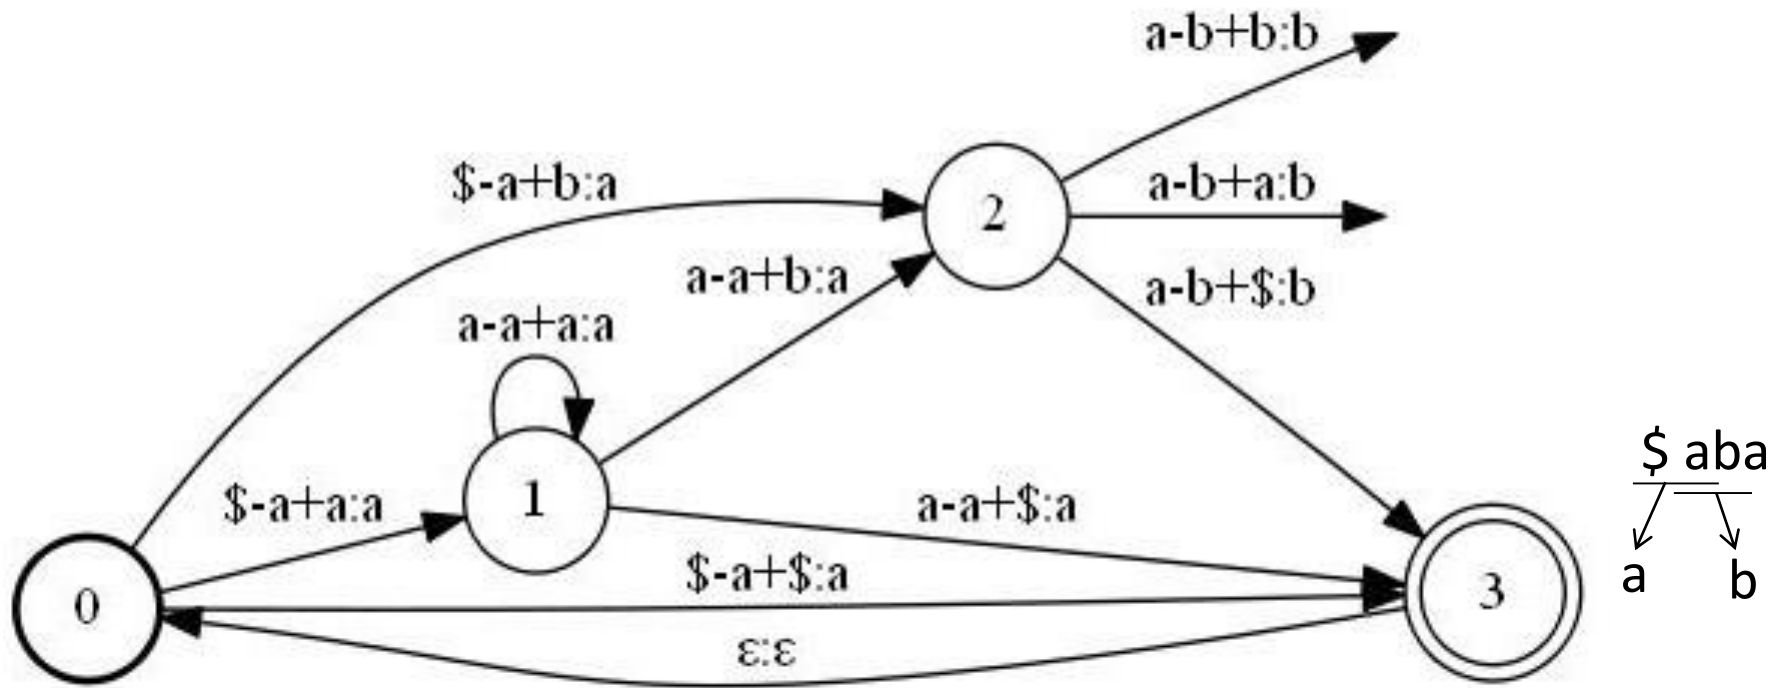 a-b+b:b
$-a+b:a
a-b+a:b
2
a-a+b:a
a-b+$:b
a-a+a:a
$ aba
$-a+a:a
1
a-a+$:a
$-a+$:a
a
b
0
3
ε:ε